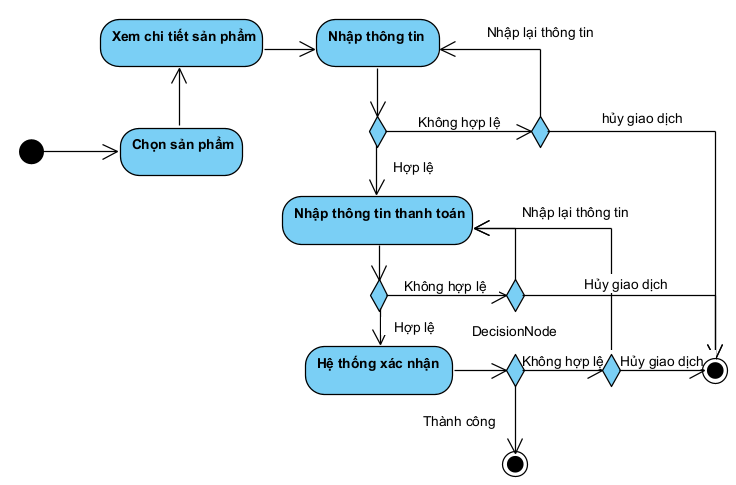 Xem chi tiết sản phẩm
Nhập thông tin
Nhập lại thông tin
Không hợp lệ
hủy giao dịch
Chọn sản phẩm
Hợp lệ
Nhập thông tin thanh toán
Nhập lại thông tin
Không hợp lệ
Hủy giao dịch
Hợp lệ
DecisionNode
Hệ thống xác nhận
Không hợp lệ
Hủy giao dịch
Thành công